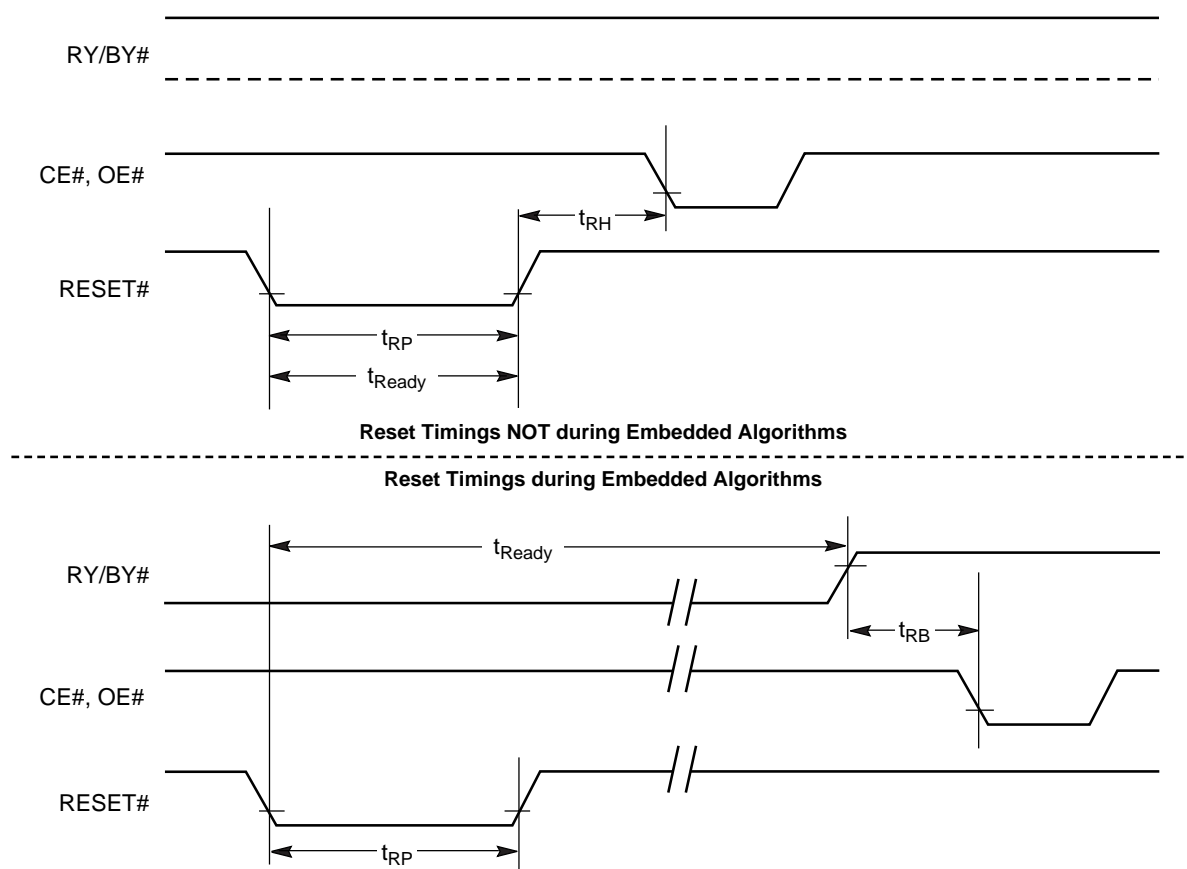 RY/BY#
CE#, OE#
tRH
RESET#
tRP
tReady
Reset Timings NOT during Embedded Algorithms
Reset Timings during Embedded Algorithms
tReady
RY/BY#
tRB
CE#, OE#
RESET#
tRP